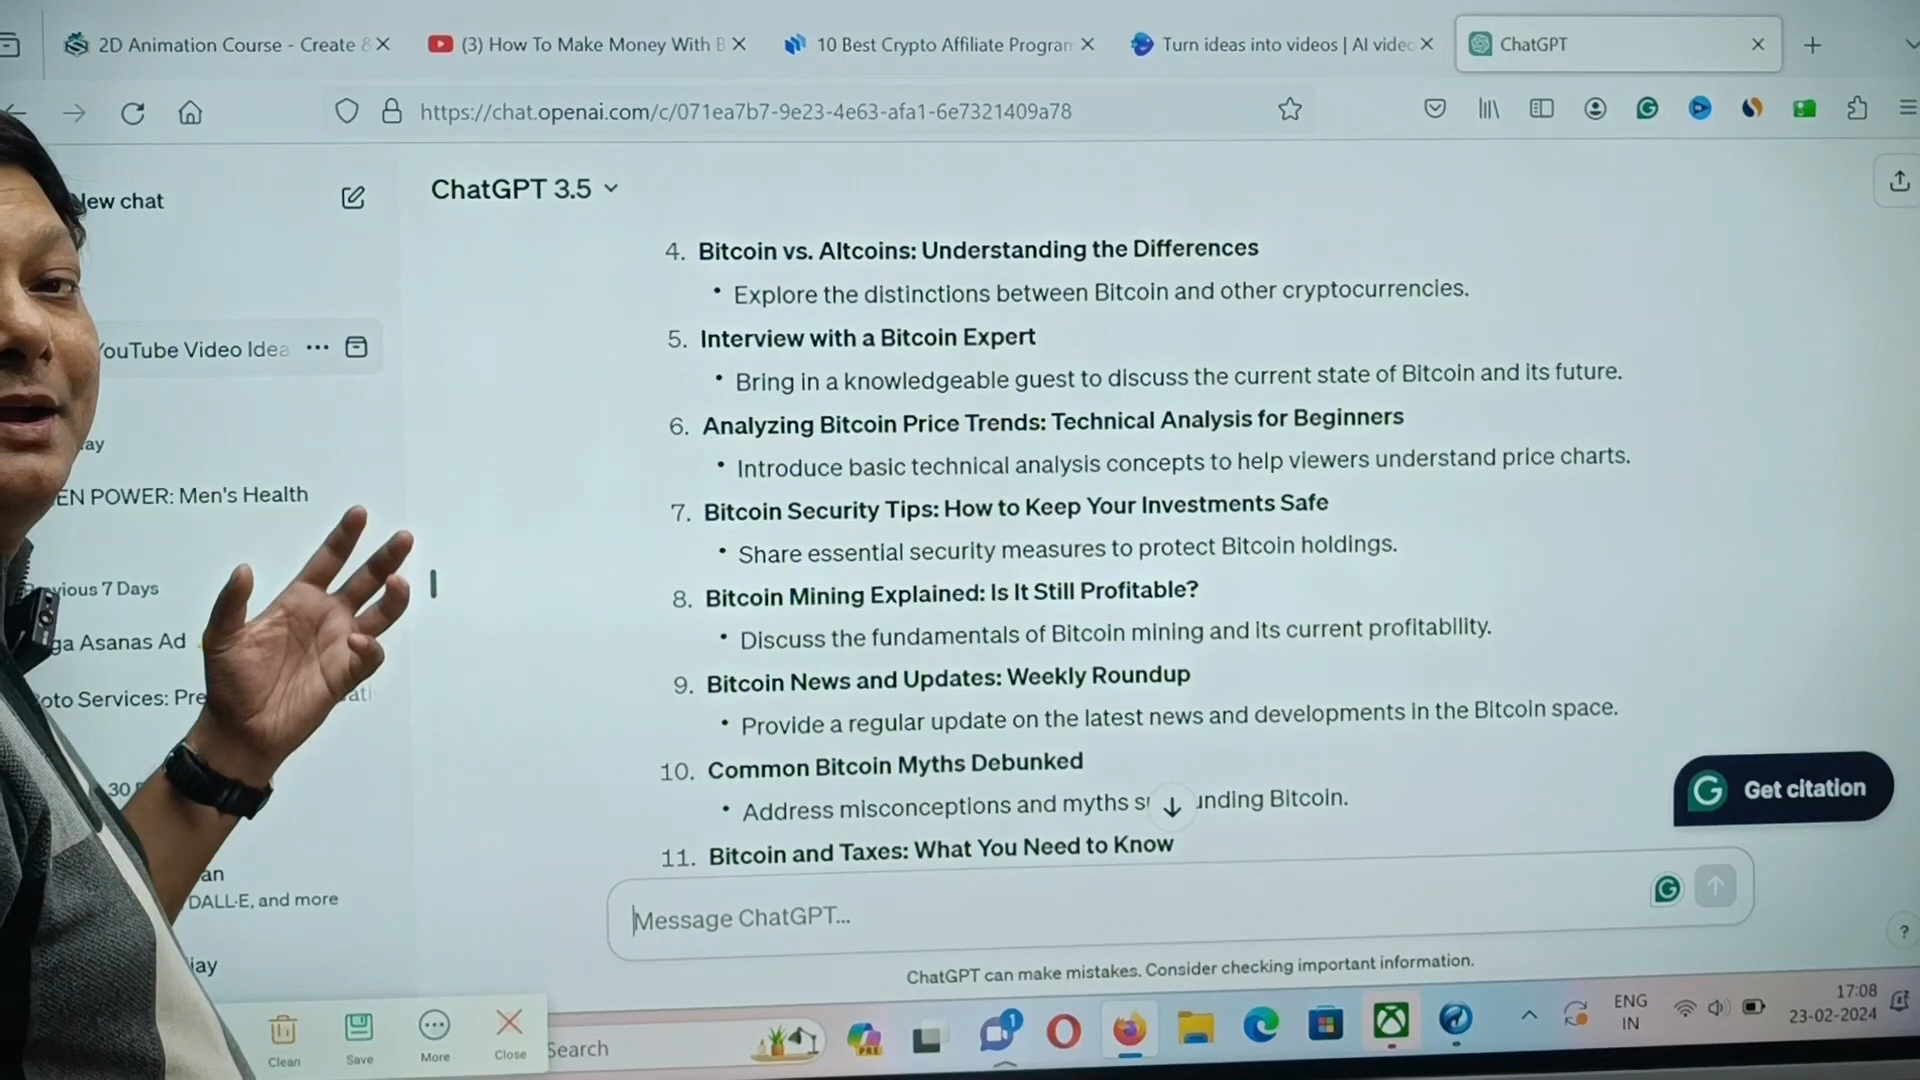 2D Animation Course - Create &
(3) How To Make Money With B
10 Best Crypto Affiliate Program
Turn ideas into videos | AI video
ChatGPT
https://chat.openai.com/c/071ea7b7-9e23-4e63-afa1-6e7321409a78
New chat
ChatGPT 3.5
4. Bitcoin vs. Altcoins: Understanding the Differences
• Explore the distinctions between Bitcoin and other cryptocurrencies.
YouTube Video Idea
5. Interview with a Bitcoin Expert
• Bring in a knowledgeable guest to discuss the current state of Bitcoin and its future.
ay
6. Analyzing Bitcoin Price Trends: Technical Analysis for Beginners
• Introduce basic technical analysis concepts to help viewers understand price charts.
EN POWER: Men's Health
7. Bitcoin Security Tips: How to Keep Your Investments Safe
• Share essential security measures to protect Bitcoin holdings.
vious 7 Days
8. Bitcoin Mining Explained: Is It Still Profitable?
• Discuss the fundamentals of Bitcoin mining and its current profitability.
ga Asanas Ad
9. Bitcoin News and Updates: Weekly Roundup
• Provide a regular update on the latest news and developments in the Bitcoin space.
oto Services: Pre
10. Common Bitcoin Myths Debunked
• Address misconceptions and myths s unding Bitcoin.
30
Get citation
11. Bitcoin and Taxes: What You Need to Know
an
DALL·E, and more
Message ChatGPT...
jay
ChatGPT can make mistakes. Consider checking important information.
?
Clean
Save
More
Close
Search
PRE
1
ENG
IN
17:08
23-02-2024